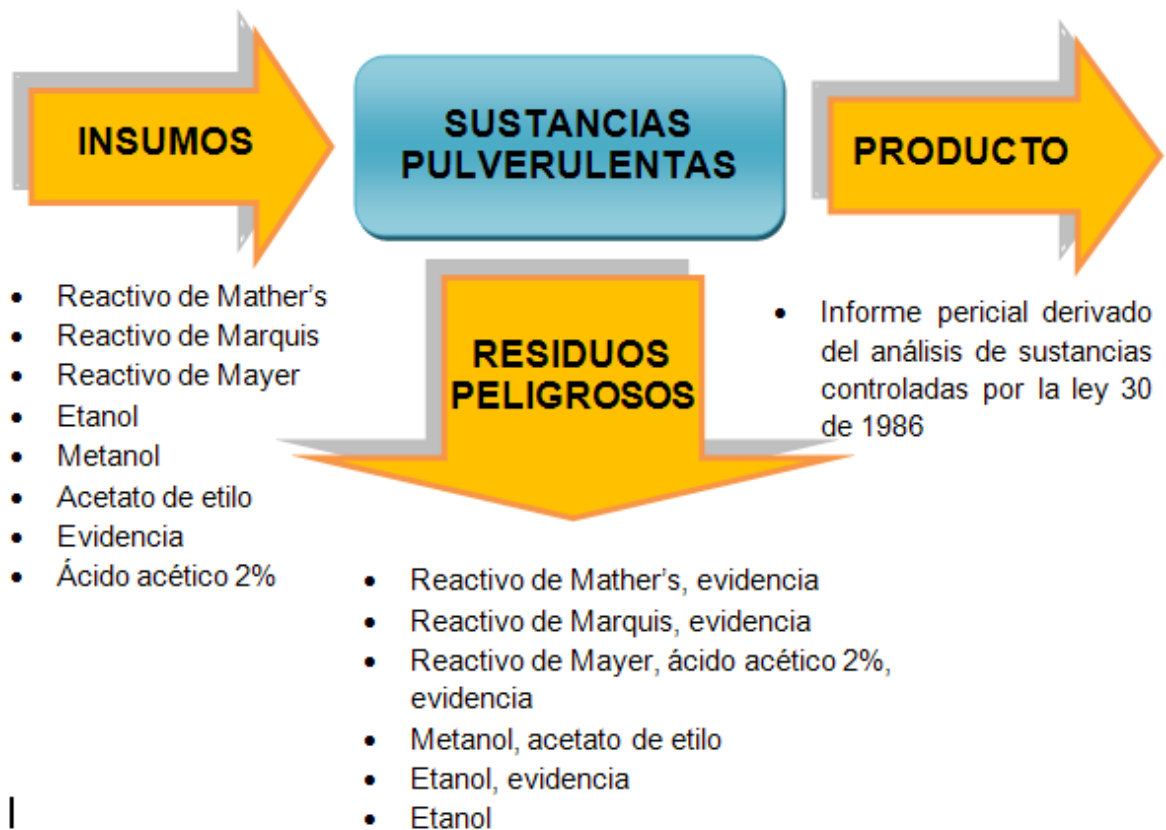 INSUMOS
SUSTANCIAS
PULVERULENTAS
PRODUCTO
• Reactivo de Mather's
• Reactivo de Marquis
• Reactivo de Mayer
• Etanol
• Metanol
• Acetato de etilo
• Evidencia
• Ácido acético 2%
RESIDUOS
PELIGROSOS
• Informe pericial derivado
del análisis de sustancias
controladas por la ley 30
de 1986
• Reactivo de Mather's, evidencia
• Reactivo de Marquis, evidencia
• Reactivo de Mayer, ácido acético 2%,
evidencia
• Metanol, acetato de etilo
• Etanol, evidencia
• Etanol